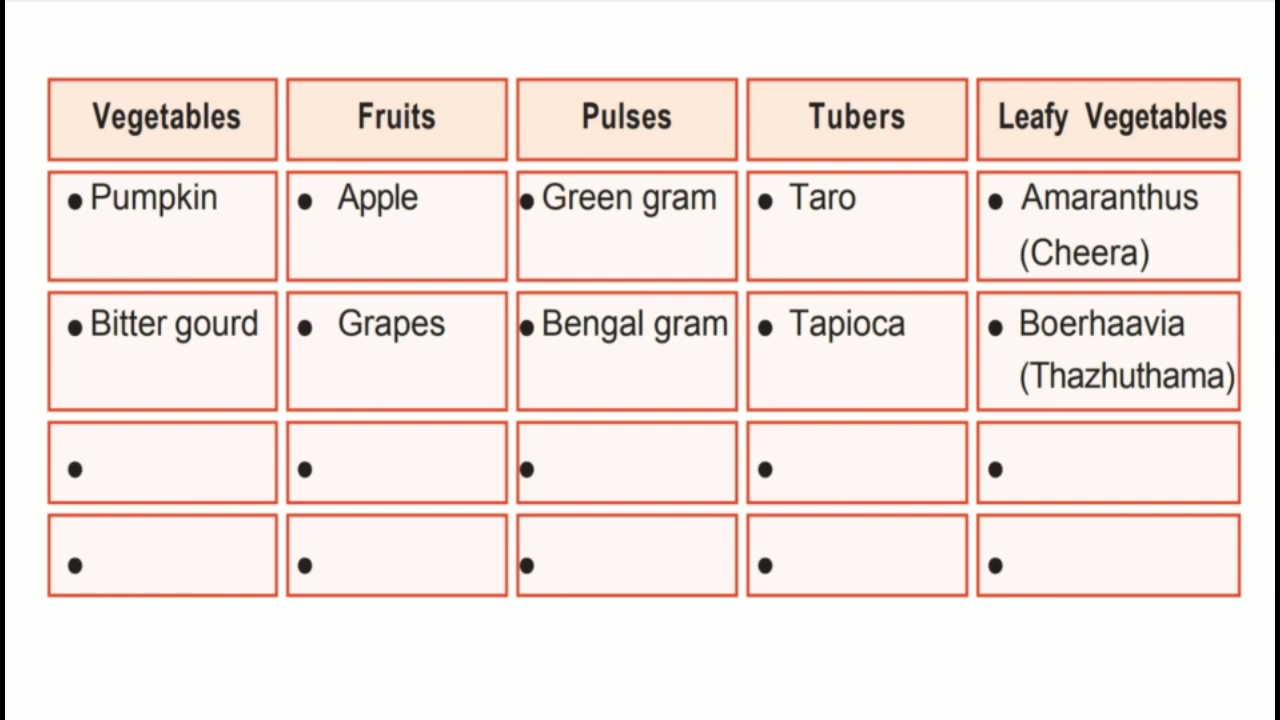 Vegetables Fruits Pulses Tubers Leafy Vegetables
• Pumpkin • Apple • Green gram • Taro • Amaranthus
(Cheera)
• Bitter gourd • Grapes • Bengal gram • Tapioca • Boerhaavia
(Thazhuthama)
• • • • •
• • • • •